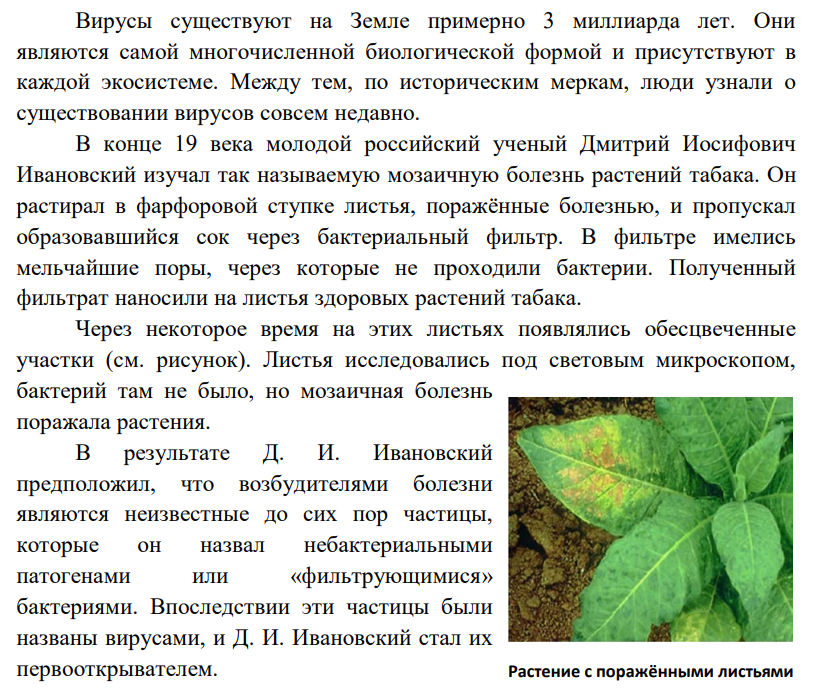 Вирусы существуют на Земле примерно 3 миллиарда лет. Они
являются самой многочисленной биологической формой и присутствуют в
каждой экосистеме. Между тем, по историческим меркам, люди узнали о
существовании вирусов совсем недавно.
В конце 19 века молодой российский ученый Дмитрий Иосифович
Ивановский изучал так называемую мозаичную болезнь растений табака. Он
растирал в фарфоровой ступке листья, поражённые болезнью, и пропускал
образовавшийся сок через бактериальный фильтр. В фильтре имелись
мельчайшие поры, через которые не проходили бактерии. Полученный
фильтрат наносили на листья здоровых растений табака.
Через некоторое время на этих листьях появлялись обесцвеченные
участки (см. рисунок). Листья исследовались под световым микроскопом,
бактерий там не было, но мозаичная болезнь
поражала растения.
В результате Д. И. Ивановский
предположил, что возбудителями болезни
являются неизвестные до сих пор частицы,
которые он назвал небактериальными
патогенами или «фильтрующимися»
бактериями. Впоследствии эти частицы были
названы вирусами, и Д. И. Ивановский стал их
первооткрывателем.
Растение с поражёнными листьями